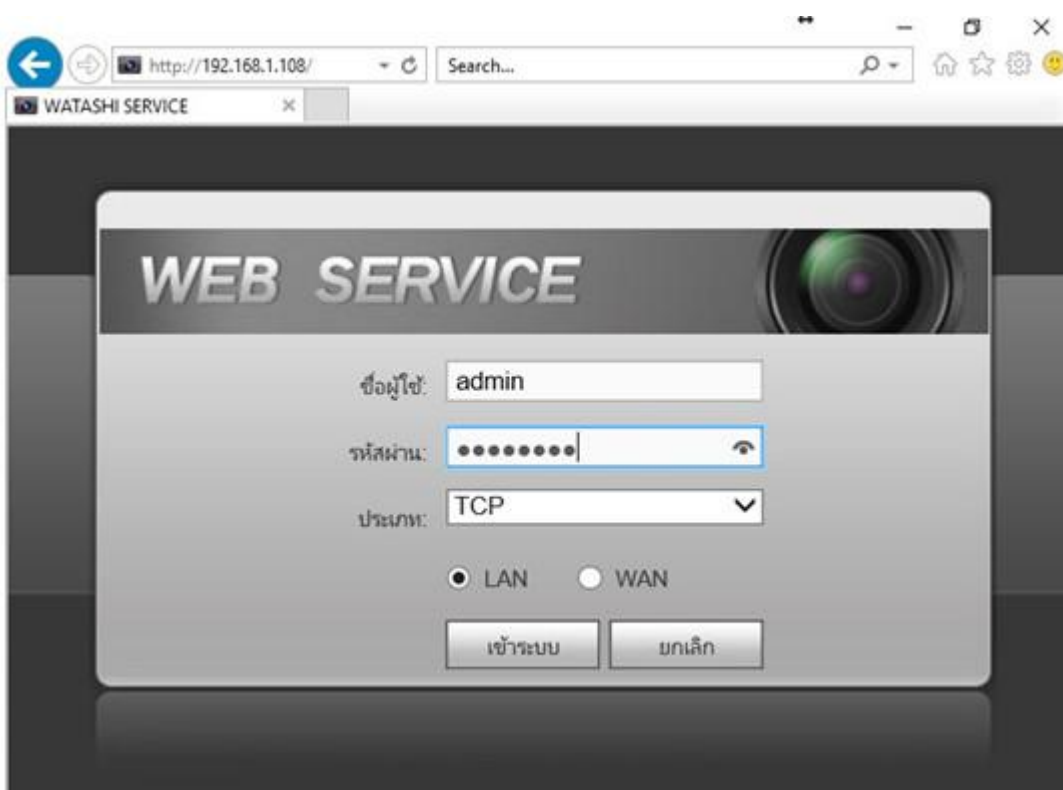 http://192.168.1.108/
Search...
WATASHI SERVICE
WEB SERVICE
ชื่อผู้ใช้:
admin
รหัสผ่าน:
ประเภท:
TCP
LAN
WAN
เข้าระบบ
ยกเลิก